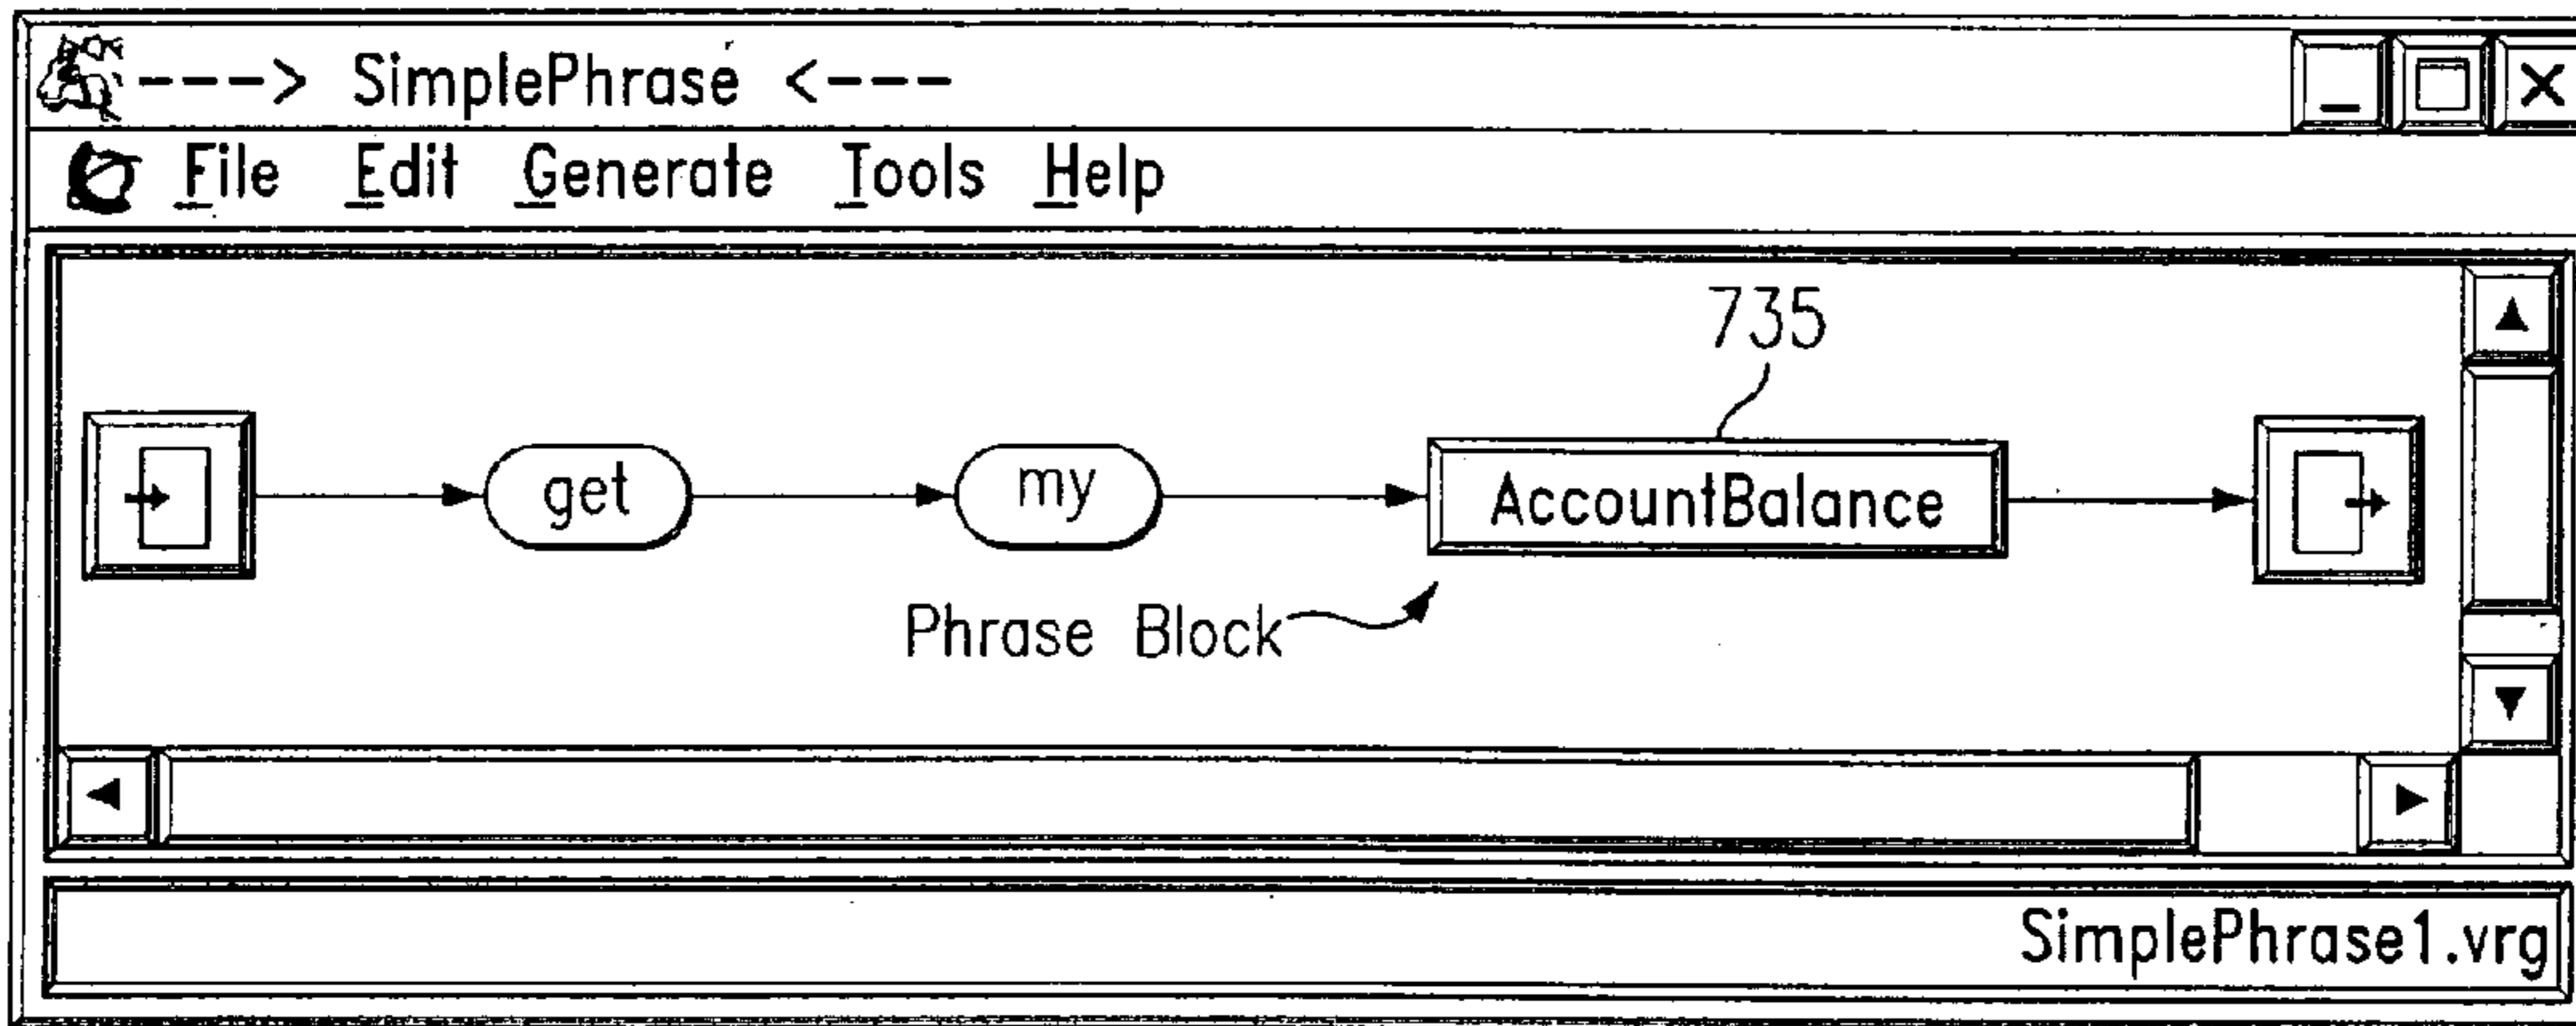 ---> SimplePhrase <---
File Edit Generate Tools Help
735
get my AccountBalance
Phrase Block
SimplePhrase1.vrg